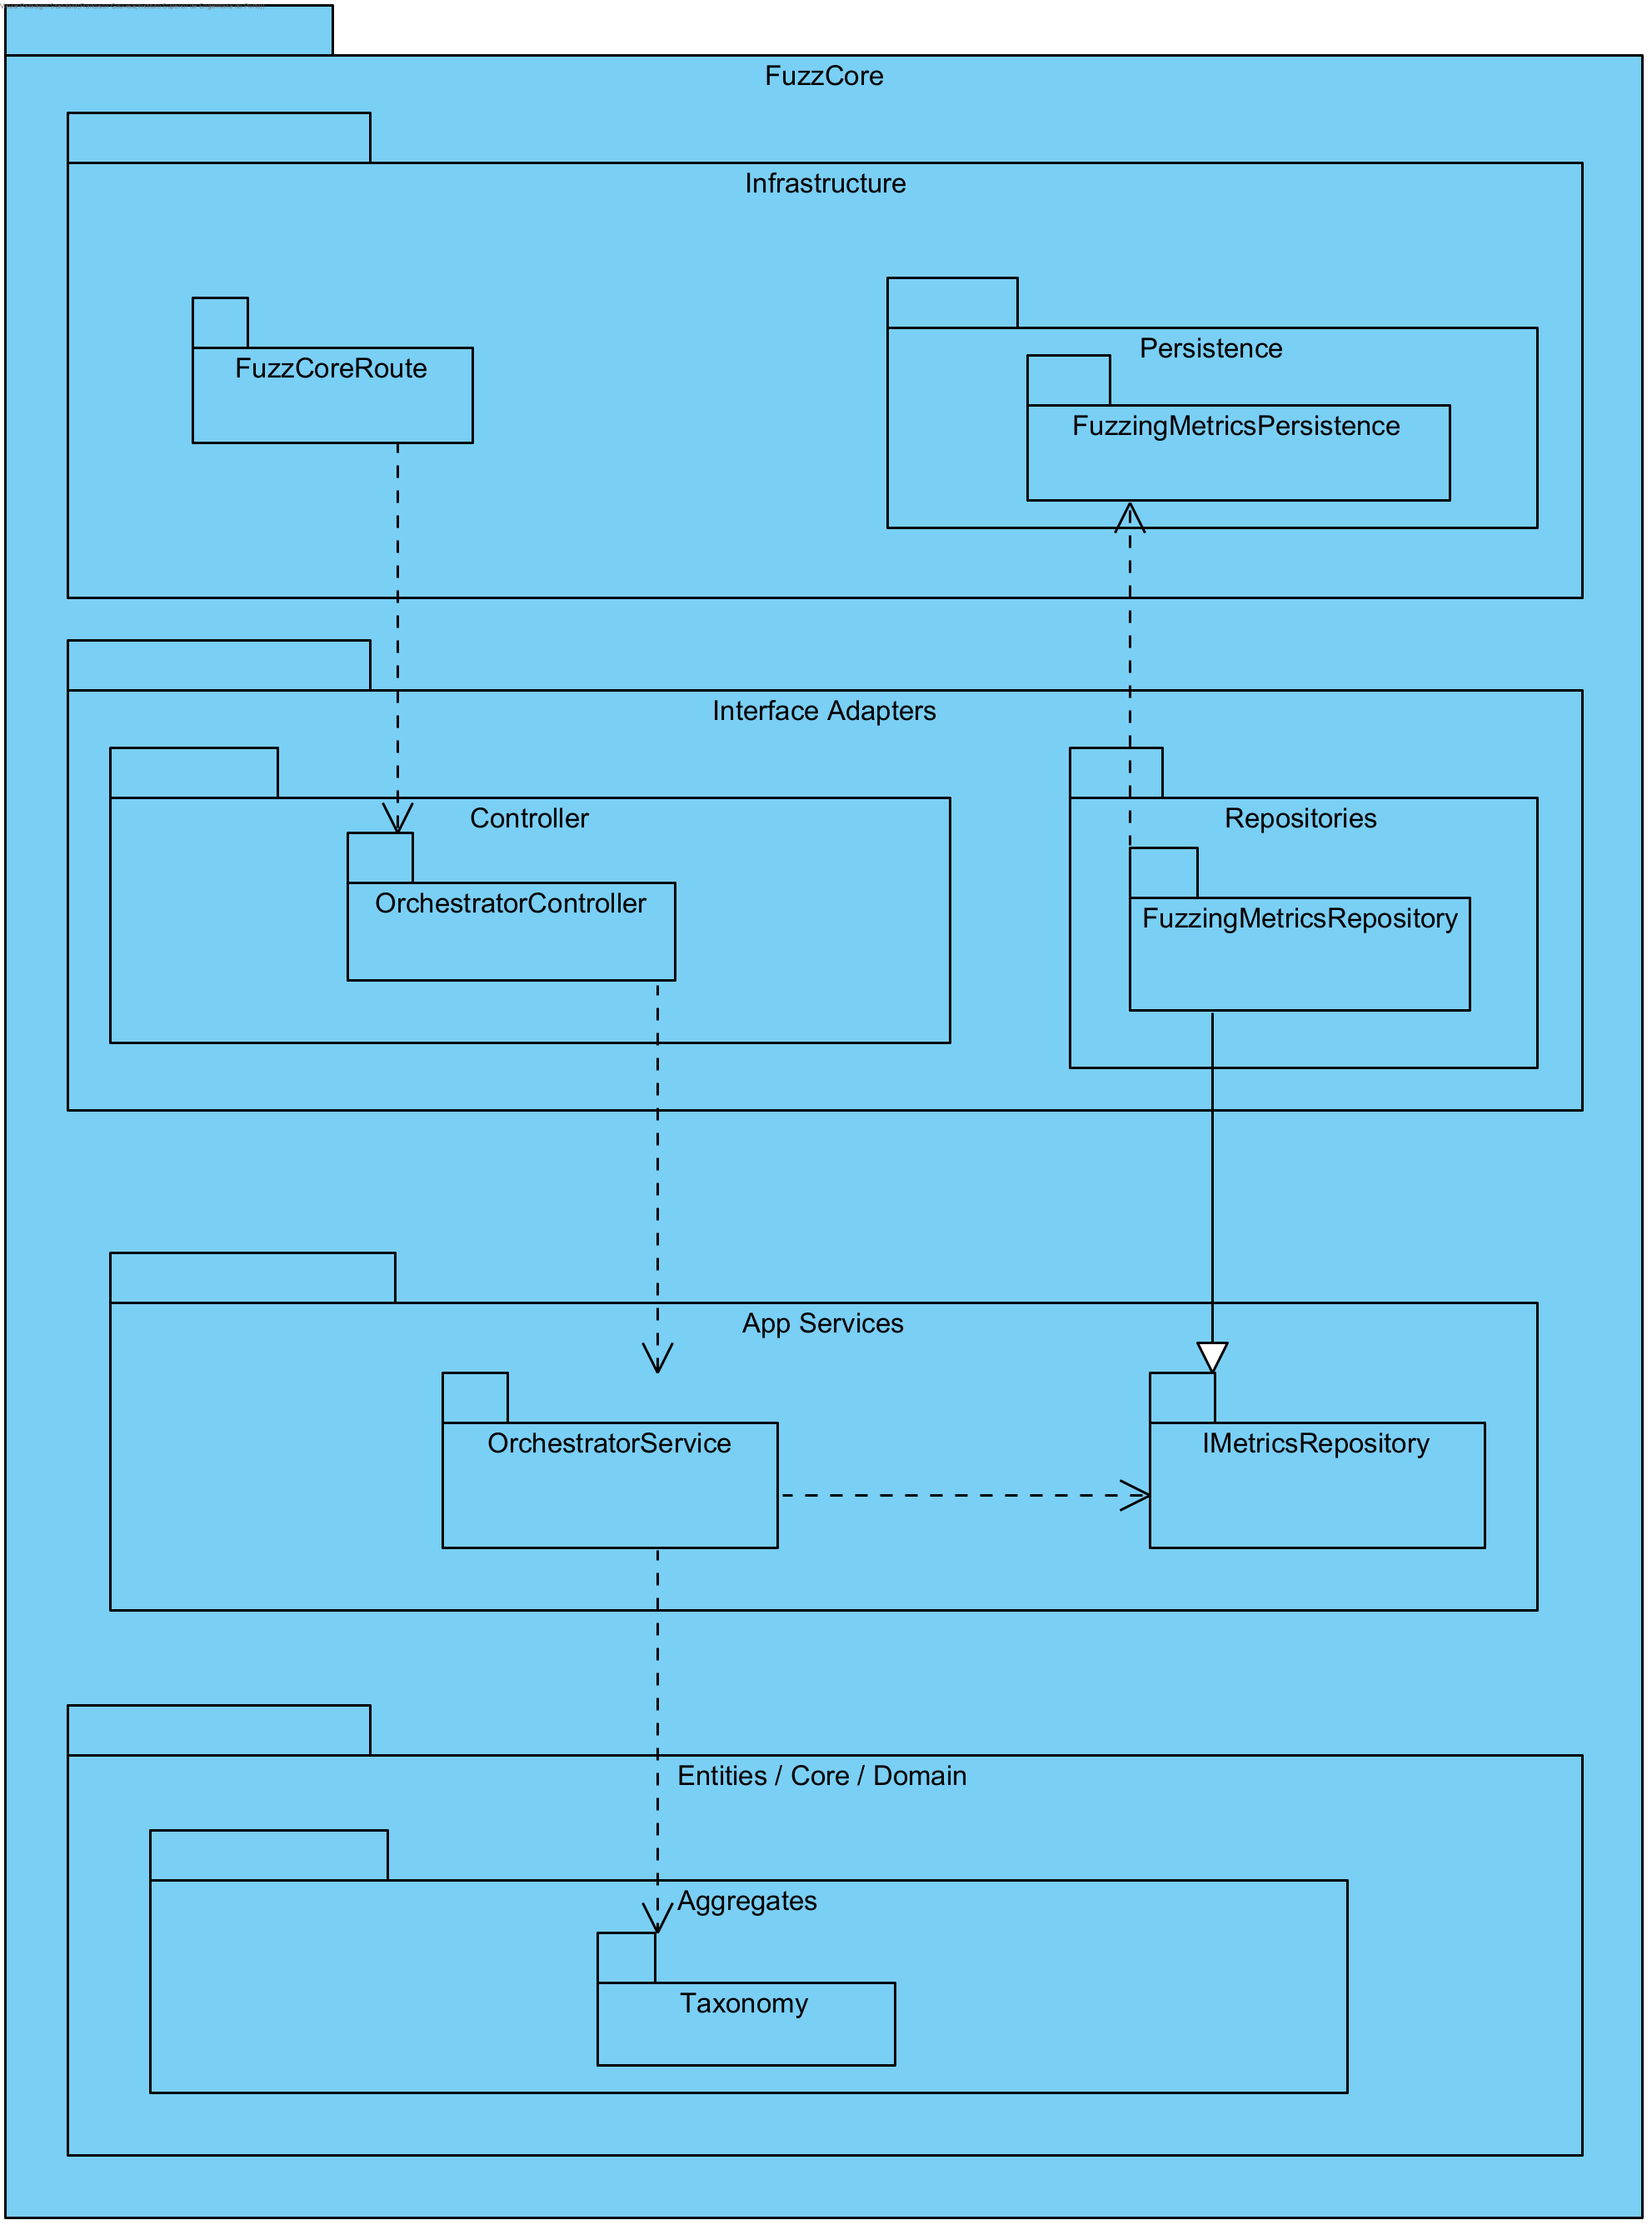 FuzzCore
Infrastructure
FuzzCoreRoute
Persistence
FuzzingMetricsPersistence
Interface Adapters
Controller
Repositories
OrchestratorController
FuzzingMetricsRepository
App Services
OrchestratorService
IMetricsRepository
Entities / Core / Domain
Aggregates
Taxonomy